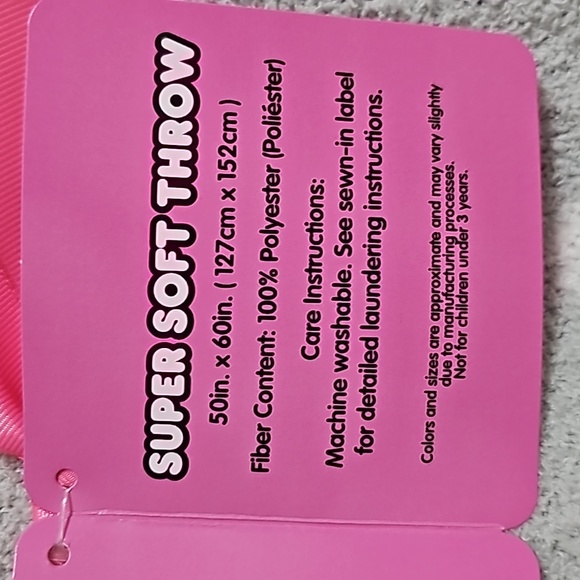 SUPER SOFT THROW
50in. x 60in. ( 127cm x 152cm )
Fiber Content: 100% Polyester (Poliéster)
Care Instructions:
Machine washable. See sewn-in label
for detailed laundering instructions.
Colors and sizes are approximate and may vary slightly
due to manufacturing processes.
Not for children under 3 years.